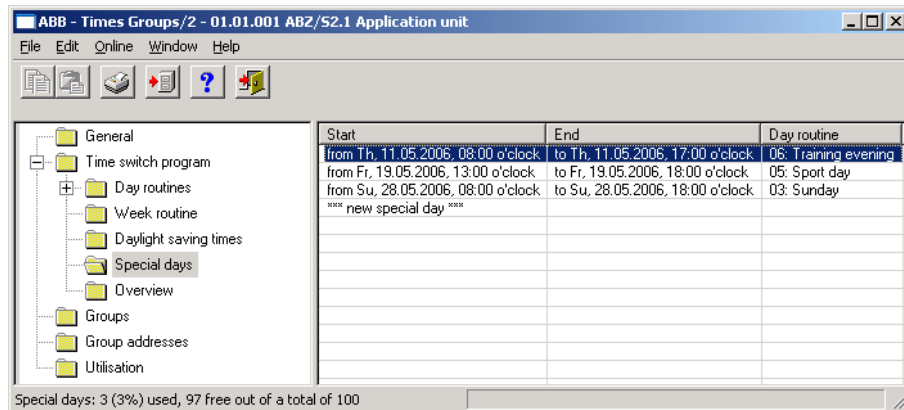 ABB - Times Groups/2 - 01.01.001 ABZ/S2.1 Application unit
File Edit Online Window Help
General
Time switch program
Day routines
Week routine
Daylight saving times
Special days
Overview
Groups
Group addresses
Utilisation
Start End Day routine
from Th, 11.05.2006, 08:00 o'clock to Th, 11.05.2006, 17:00 o'clock 06: Training evening
from Fr, 19.05.2006, 13:00 o'clock to Fr, 19.05.2006, 18:00 o'clock 05: Sport day
from Su, 28.05.2006, 08:00 o'clock to Su, 28.05.2006, 18:00 o'clock 03: Sunday
*** new special day ***
Special days: 3 (3%) used, 97 free out of a total of 100